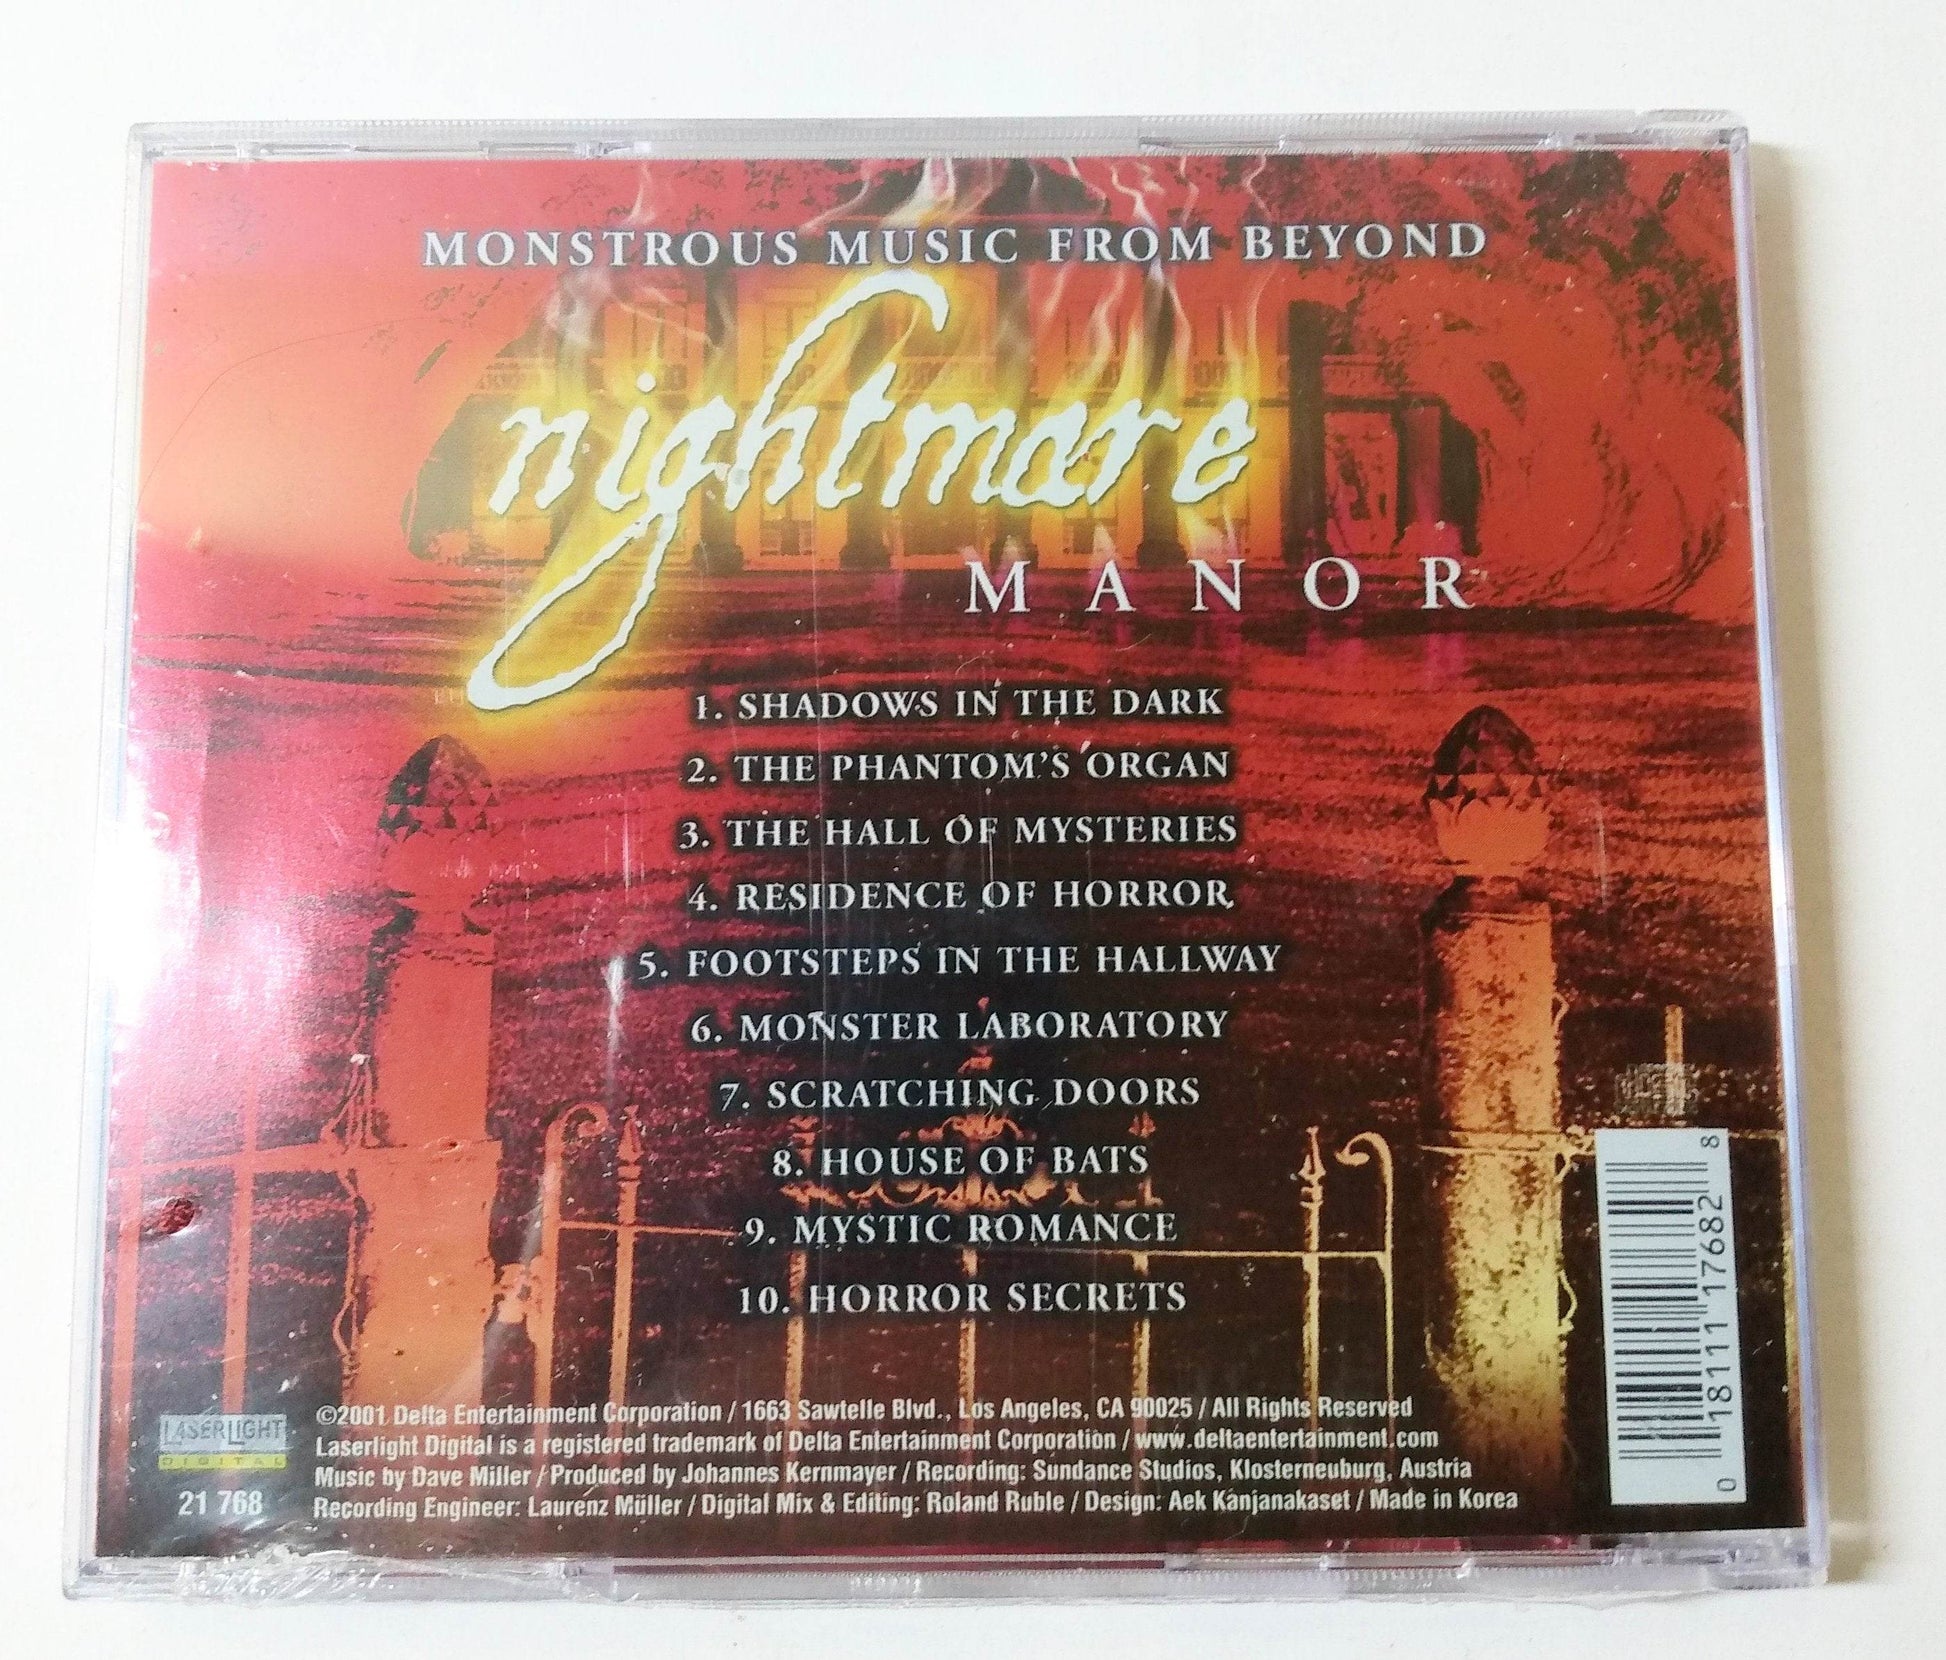 MONSTROUS MUSIC FROM BEYOND
nightmare
MANOR
1. SHADOWS IN THE DARK
2. THE PHANTOM'S ORGAN
3. THE HALL OF MYSTERIES
4. RESIDENCE OF HORROR
5. FOOTSTEPS IN THE HALLWAY
6. MONSTER LABORATORY
7. SCRATCHING DOORS
8. HOUSE OF BATS
9. MYSTIC ROMANCE
10. HORROR SECRETS
LASERLIGHT
DIGITAL
21 768
©2001 Delta Entertainment Corporation / 1663 Sawtelle Blvd., Los Angeles, CA 90025 / All Rights Reserved
Laserlight Digital is a registered trademark of Delta Entertainment Corporation / www.deltaentertainment.com
Music by Dave Miller / Produced by Johannes Kernmayer / Recording: Sundance Studios, Klosterneuburg, Austria
Recording Engineer: Laurenz Müller / Digital Mix & Editing: Roland Ruble / Design: Aek Kanjanakaset / Made in Korea
0 18111 17682 8